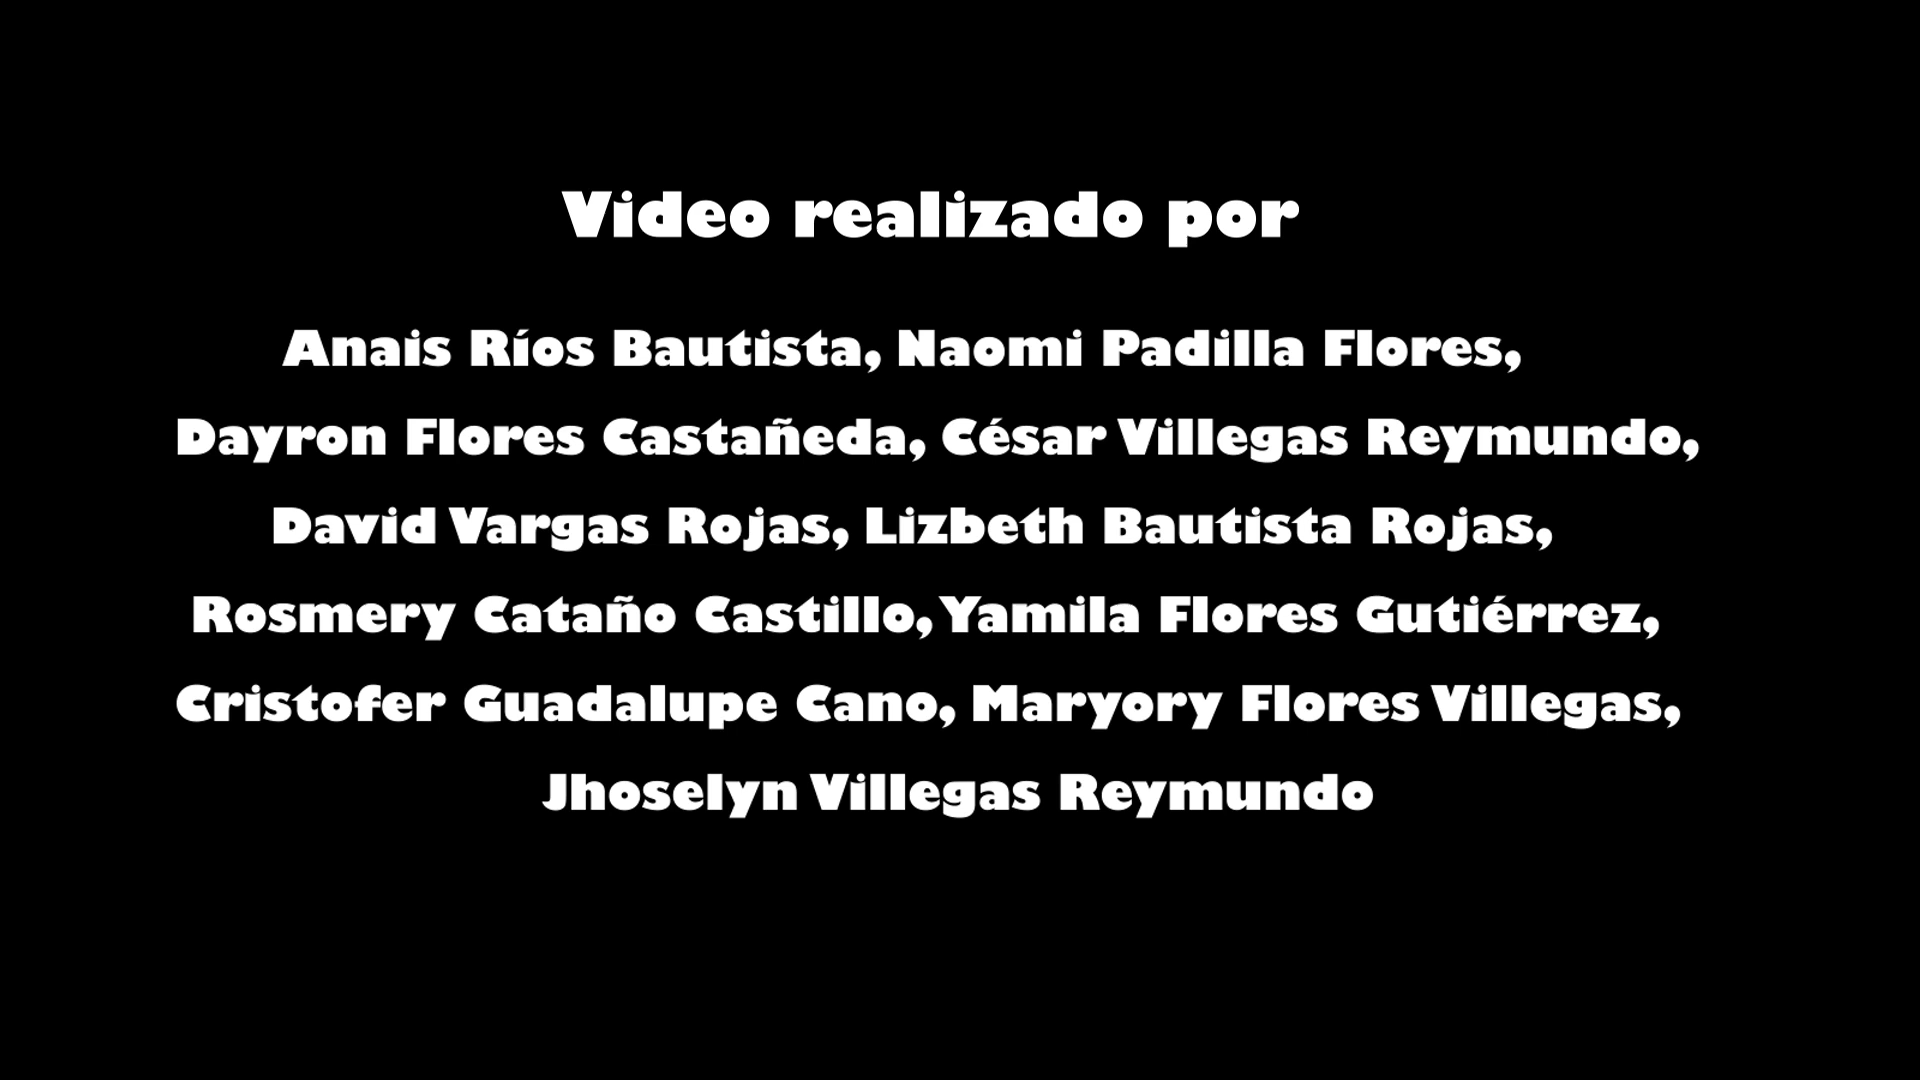 Video realizado por
Anais Ríos Bautista, Naomi Padilla Flores,
Dayron Flores Castañeda, César Villegas Reymundo,
David Vargas Rojas, Lizbeth Bautista Rojas,
Rosmery Cataño Castillo, Yamila Flores Gutiérrez,
Cristofer Guadalupe Cano, Maryory Flores Villegas,
Jhoselyn Villegas Reymundo